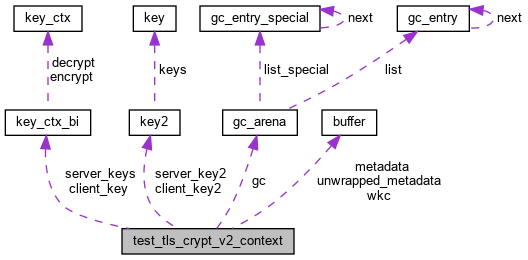 key_ctx
key
gc_entry_special
next
gc_entry
next
decrypt
encrypt
keys
list_special
list
key_ctx_bi
key2
gc_arena
buffer
server_keys
client_key
server_key2
client_key2
gc
metadata
unwrapped_metadata
wkc
test_tls_crypt_v2_context